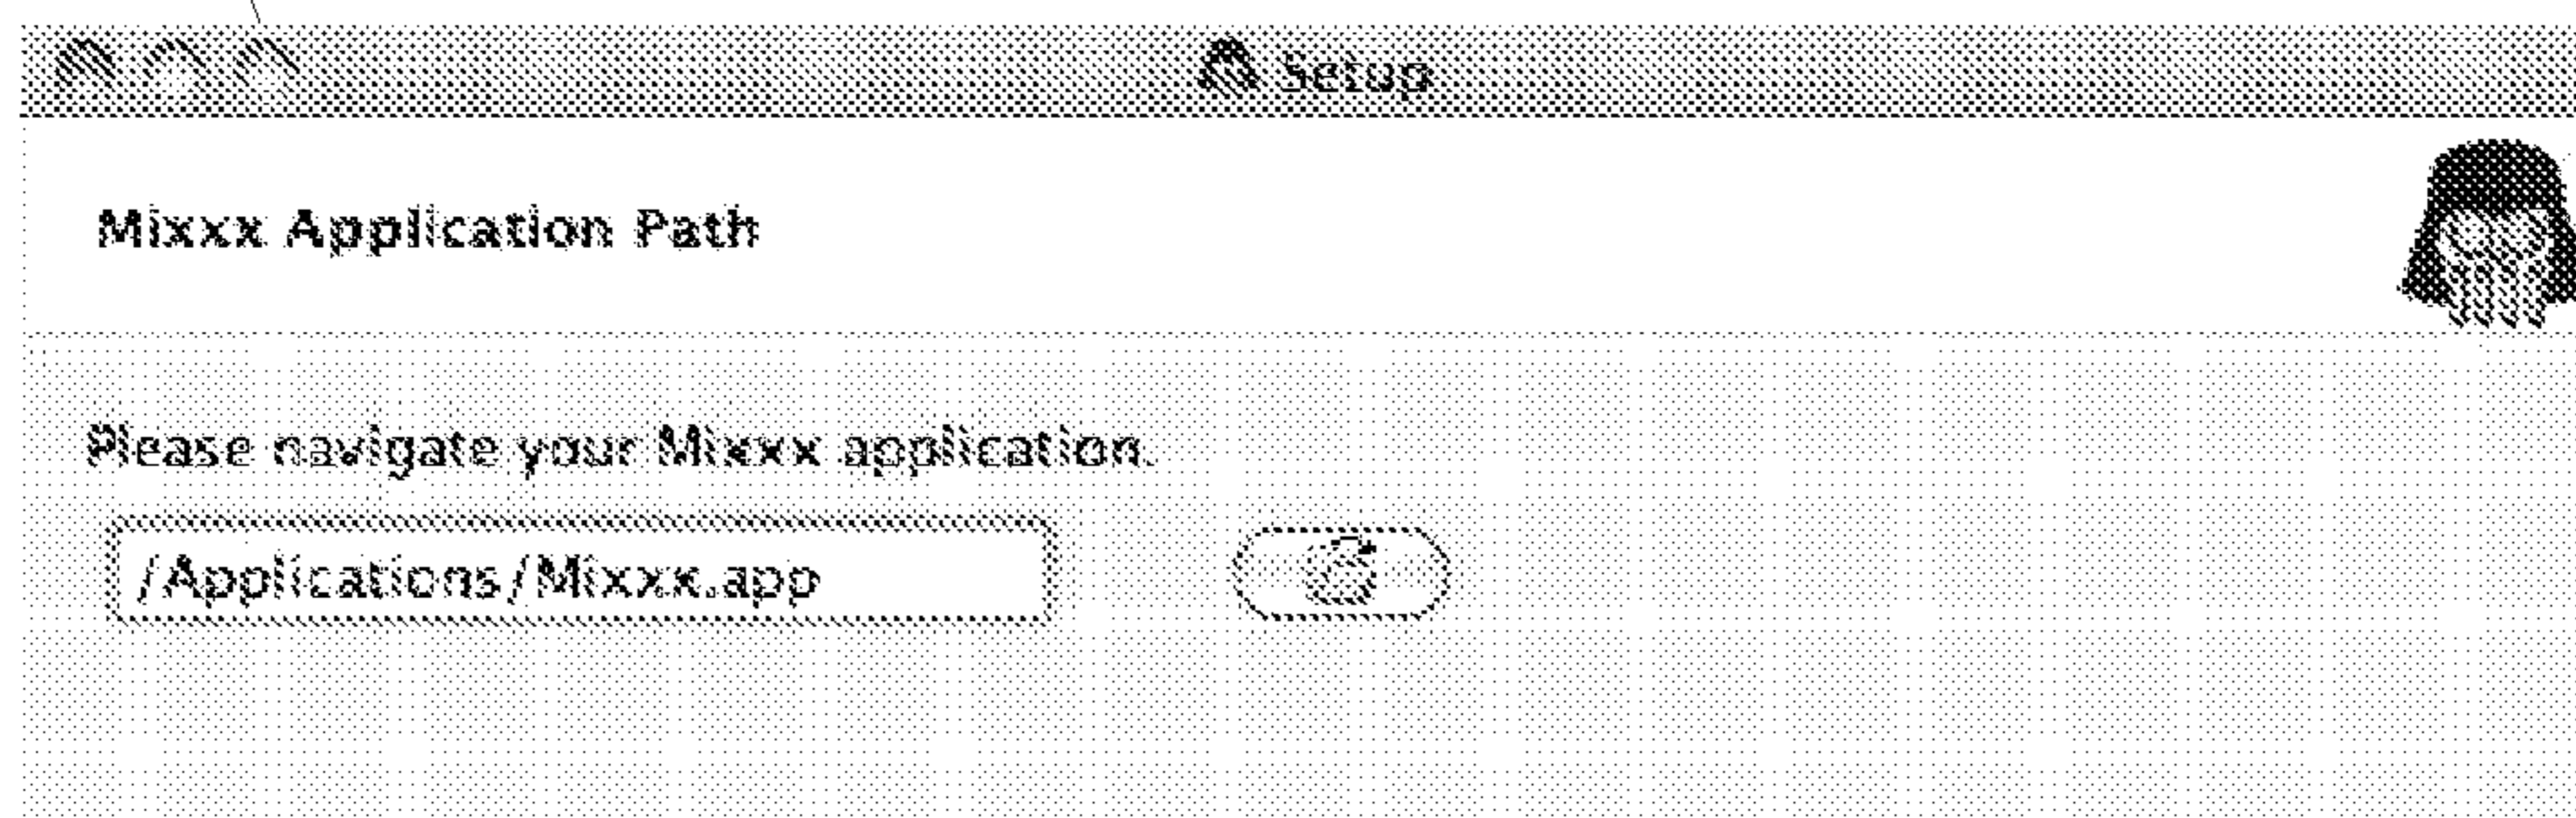 Setup
Mixxx Application Path
Please navigate your Mixxx application.
/Applications/Mixxx.app